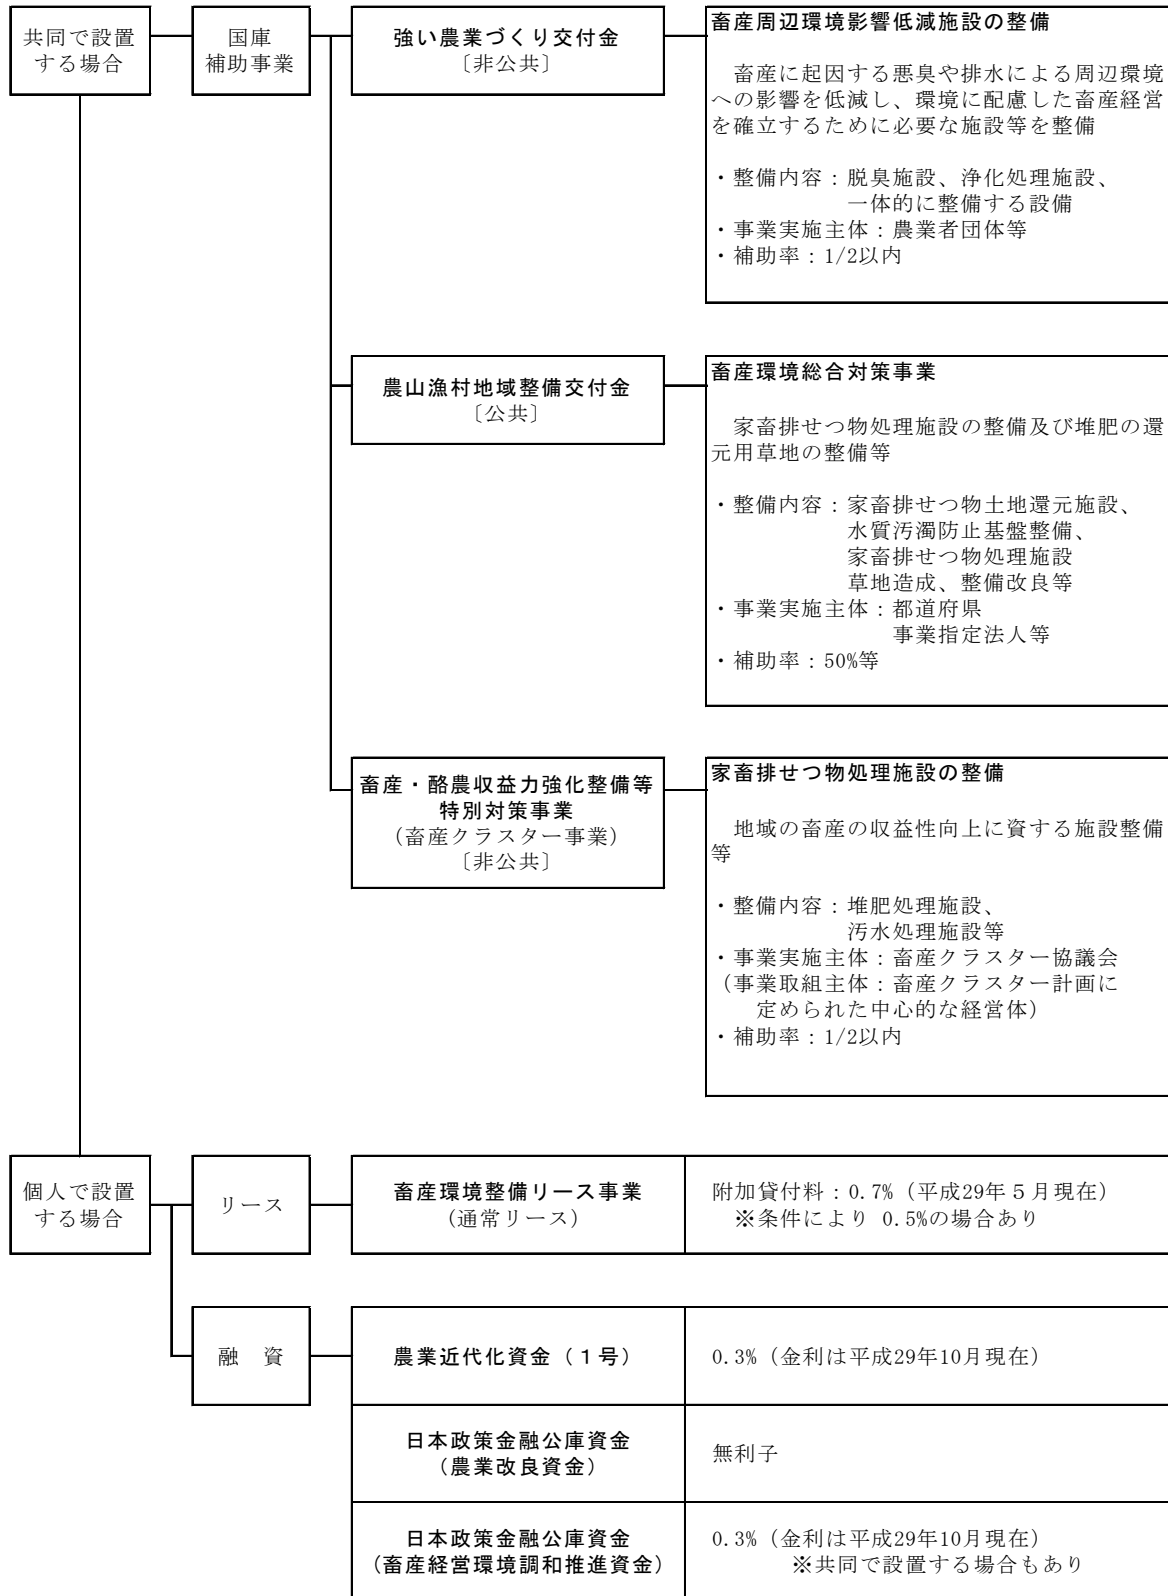 共同で設置
する場合
国庫
補助事業
強い農業づくり交付金
〔非公共〕
畜産周辺環境影響低減施設の整備
畜産に起因する悪臭や排水による周辺環境
への影響を低減し、環境に配慮した畜産経営
を確立するために必要な施設等を整備
・整備内容：脱臭施設、浄化処理施設、
一体的に整備する設備
・事業実施主体：農業者団体等
・補助率：1/2以内
農山漁村地域整備交付金
〔公共〕
畜産環境総合対策事業
家畜排せつ物処理施設の整備及び堆肥の還
元用草地の整備等
・整備内容：家畜排せつ物土地還元施設、
水質汚濁防止基盤整備、
家畜排せつ物処理施設
草地造成、整備改良等
・事業実施主体：都道府県
事業指定法人等
・補助率：50%等
畜産・酪農収益力強化整備等
特別対策事業
（畜産クラスター事業）
〔非公共〕
家畜排せつ物処理施設の整備
地域の畜産の収益性向上に資する施設整備
等
・整備内容：堆肥処理施設、
汚水処理施設等
・事業実施主体：畜産クラスター協議会
（事業取組主体：畜産クラスター計画に
定められた中心的な経営体）
・補助率：1/2以内
個人で設置
する場合
リース
畜産環境整備リース事業
（通常リース）
附加貸付料：0.7%（平成29年５月現在）
※条件により 0.5%の場合あり
融　資
農業近代化資金（１号）
0.3%（金利は平成29年10月現在）
日本政策金融公庫資金
（農業改良資金）
無利子
日本政策金融公庫資金
（畜産経営環境調和推進資金）
0.3%（金利は平成29年10月現在）
※共同で設置する場合もあり